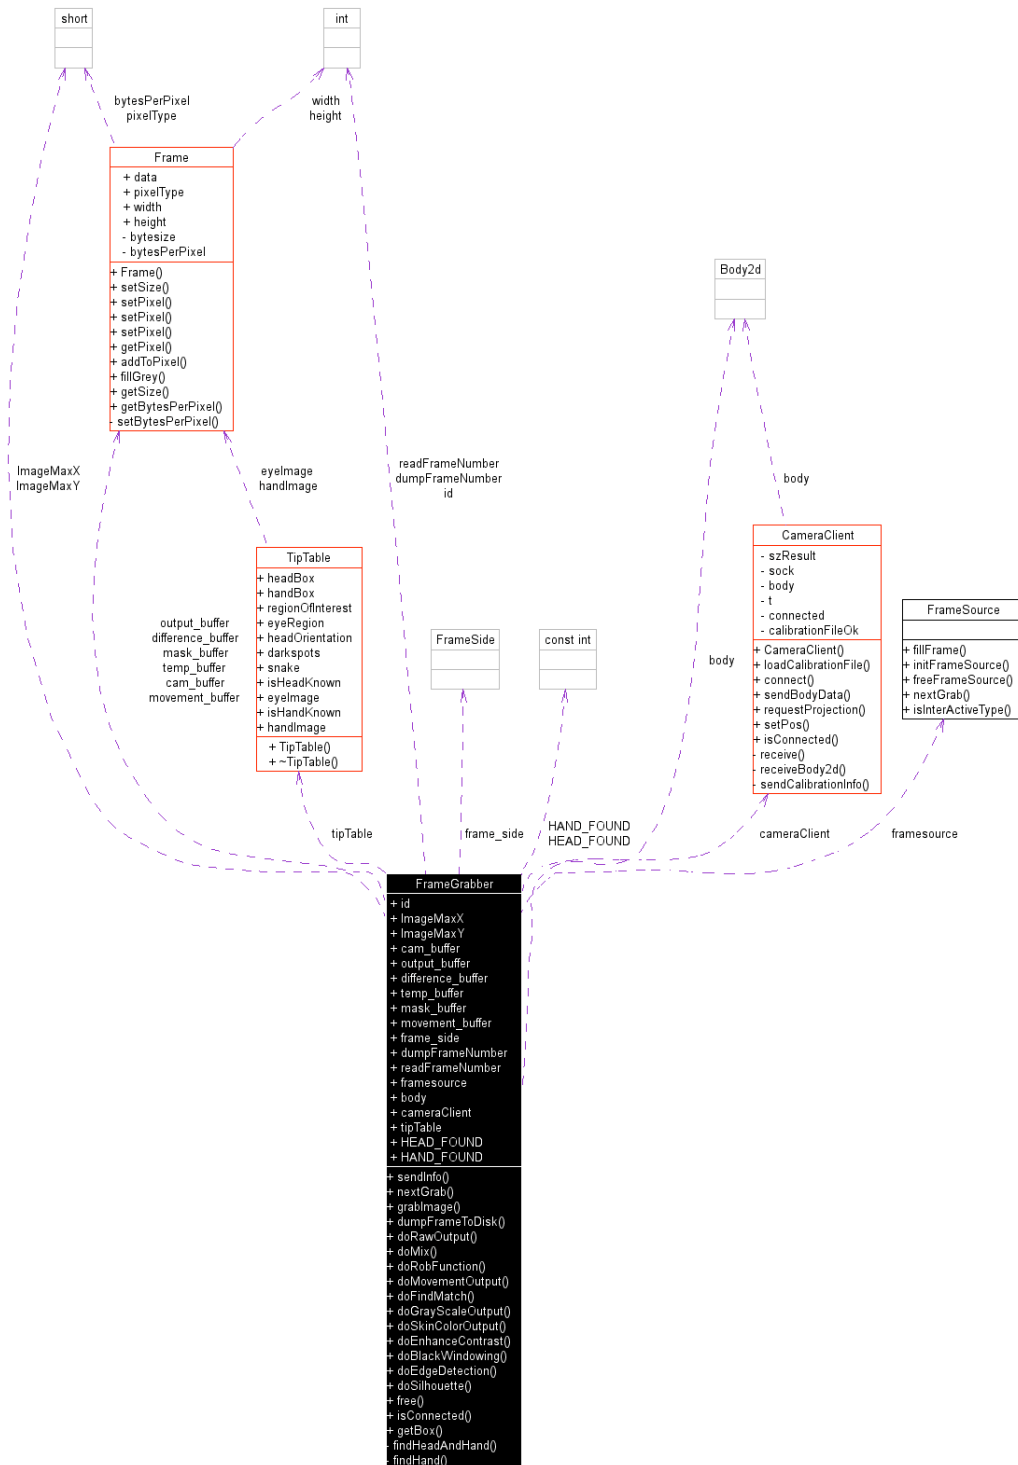 short
int
bytesPerPixel
pixelType
width
height
Frame
+ data
+ pixelType
+ width
+ height
- bytesize
- bytesPerPixel
+ Frame()
+ setSize()
+ setPixel()
+ setPixel()
+ setPixel()
+ getPixel()
+ addToPixel()
+ fillGrey()
+ getSize()
+ getBytesPerPixel()
- setBytesPerPixel()
Body2d
ImageMaxX
ImageMaxY
eyeImage
handImage
readFrameNumber
dumpFrameNumber
id
body
TipTable
+ headBox
+ handBox
+ regionOfInterest
+ eyeRegion
+ headOrientation
+ darkspots
+ snake
+ isHeadKnown
+ eyeImage
+ isHandKnown
+ handImage
+ TipTable()
+ ~TipTable()
output_buffer
difference_buffer
mask_buffer
temp_buffer
cam_buffer
movement_buffer
FrameSide
const int
body
CameraClient
- szResult
- sock
- body
- t
- connected
- calibrationFileOk
+ CameraClient()
+ loadCalibrationFile()
+ connect()
+ sendBodyData()
+ requestProjection()
+ setPos()
+ isConnected()
- receive()
- receiveBody2d()
- sendCalibrationInfo()
FrameSource
+ fillFrame()
+ initFrameSource()
+ freeFrameSource()
+ nextGrab()
+ isInterActiveType()
tipTable
frame_side
HAND_FOUND
HEAD_FOUND
cameraClient
framesource
FrameGrabber
+ id
+ ImageMaxX
+ ImageMaxY
+ cam_buffer
+ output_buffer
+ difference_buffer
+ temp_buffer
+ mask_buffer
+ movement_buffer
+ frame_side
+ dumpFrameNumber
+ readFrameNumber
+ framesource
+ body
+ cameraClient
+ tipTable
+ HEAD_FOUND
+ HAND_FOUND
+ sendInfo()
+ nextGrab()
+ grabImage()
+ dumpFrameToDisk()
+ doRawOutput()
+ doMix()
+ doRobFunction()
+ doMovementOutput()
+ doFindMatch()
+ doGrayScaleOutput()
+ doSkinColorOutput()
+ doEnhanceContrast()
+ doBlackWindowing()
+ doEdgeDetection()
+ doSilhouette()
+ free()
+ isConnected()
+ getBox()
- findHeadAndHand()
- findHand()